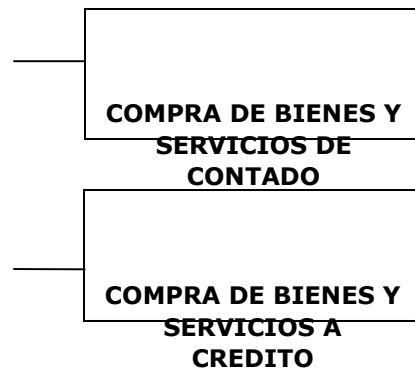 COMPRA DE BIENES Y
SERVICIOS DE
CONTADO
COMPRA DE BIENES Y
SERVICIOS A
CREDITO